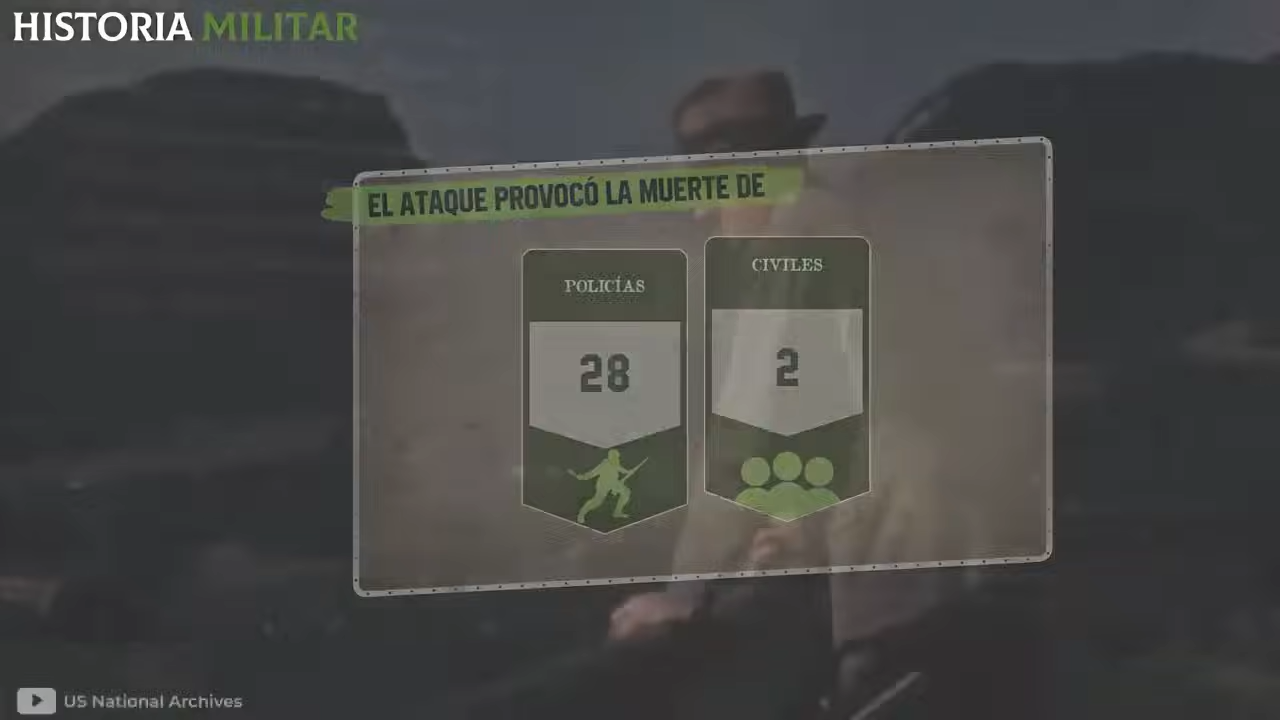 HISTORIA MILITAR
EL ATAQUE PROVOCÓ LA MUERTE DE
POLICÍAS
28
CIVILES
2
US National Archives